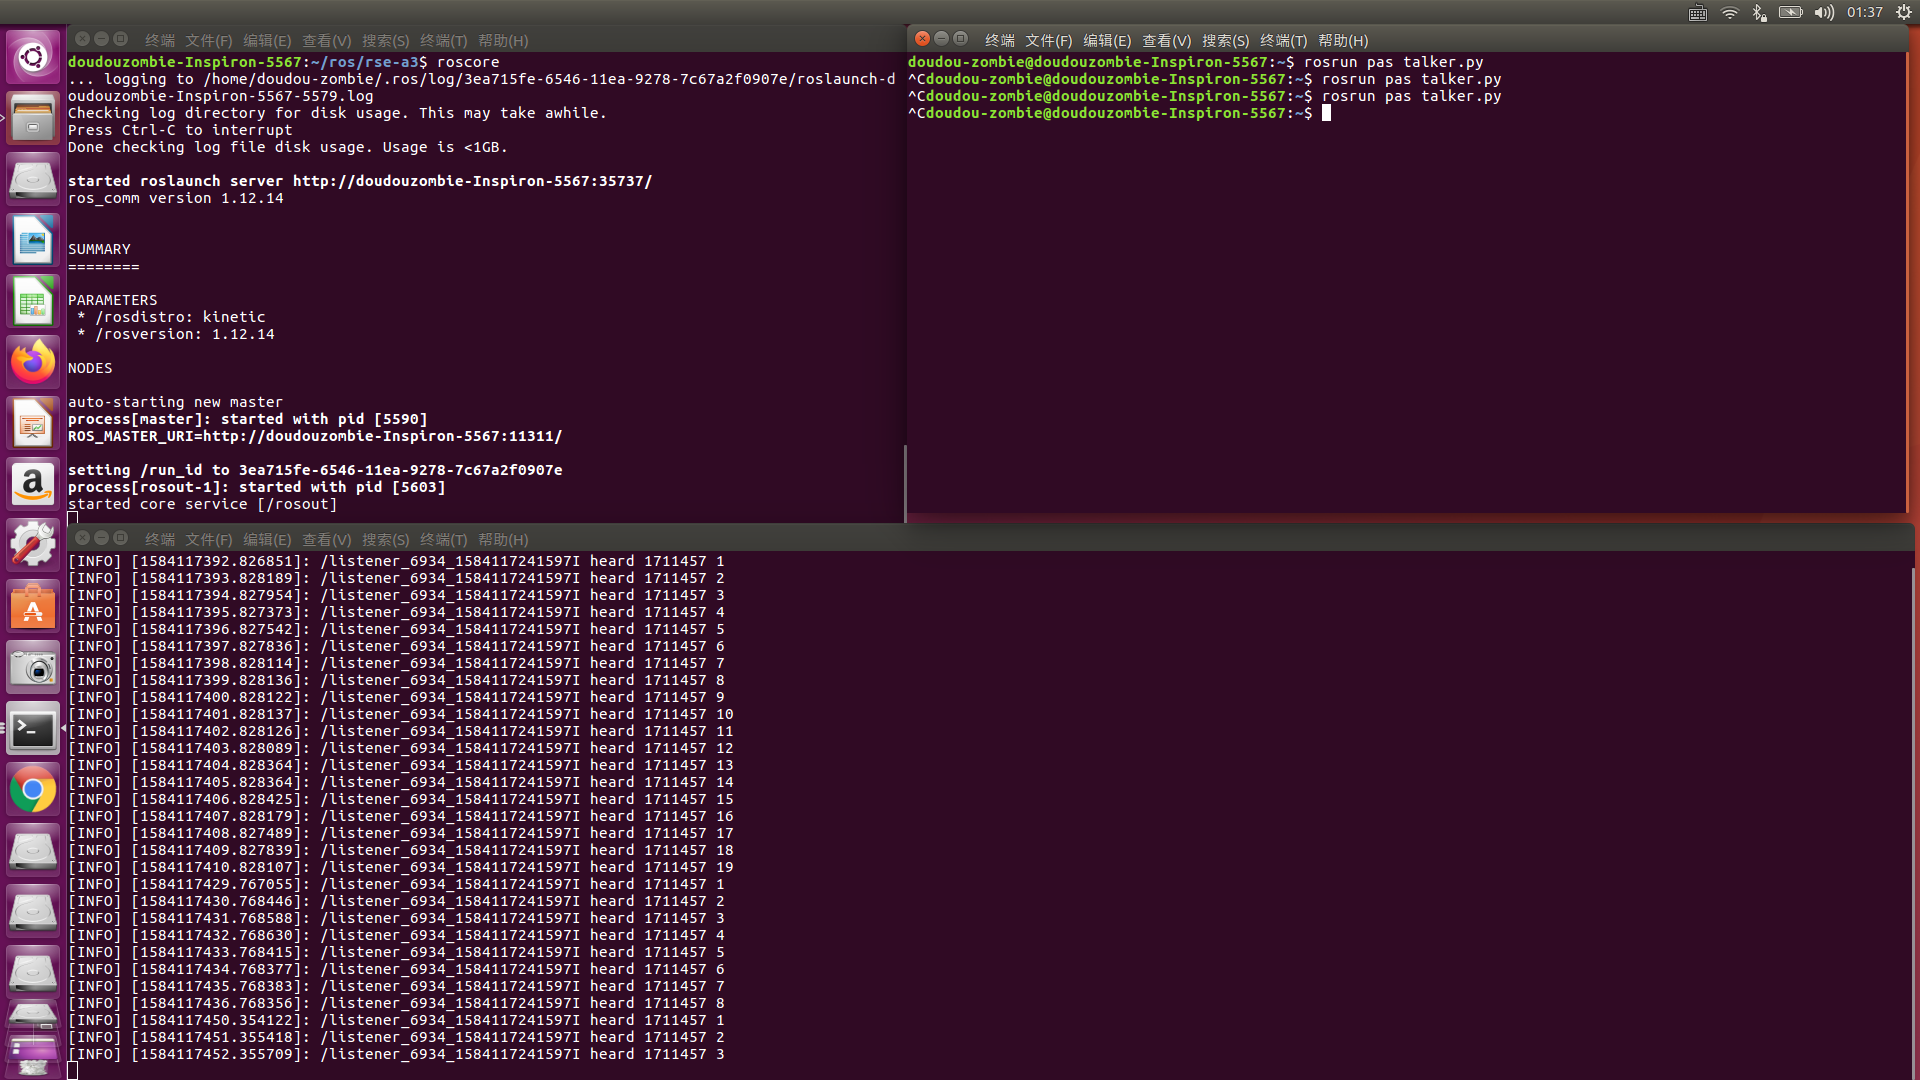 01:37
终端 文件(F) 编辑(E) 查看(V) 搜索(S) 终端(T) 帮助(H)
doudouzombie-Inspiron-5567:~/ros/rse-a3$ roscore
... logging to /home/doudou-zombie/.ros/log/3ea715fe-6546-11ea-9278-7c67a2f0907e/roslaunch-d
oudouzombie-Inspiron-5567-5579.log
Checking log directory for disk usage. This may take awhile.
Press Ctrl-C to interrupt
Done checking log file disk usage. Usage is <1GB.
started roslaunch server http://doudouzombie-Inspiron-5567:35737/
ros_comm version 1.12.14
SUMMARY
========
PARAMETERS
* /rosdistro: kinetic
* /rosversion: 1.12.14
NODES
auto-starting new master
process[master]: started with pid [5590]
ROS_MASTER_URI=http://doudouzombie-Inspiron-5567:11311/
setting /run_id to 3ea715fe-6546-11ea-9278-7c67a2f0907e
process[rosout-1]: started with pid [5603]
started core service [/rosout]
终端 文件(F) 编辑(E) 查看(V) 搜索(S) 终端(T) 帮助(H)
doudou-zombie@doudouzombie-Inspiron-5567:~$ rosrun pas talker.py
^Cdoudou-zombie@doudouzombie-Inspiron-5567:~$ rosrun pas talker.py
^Cdoudou-zombie@doudouzombie-Inspiron-5567:~$ rosrun pas talker.py
^Cdoudou-zombie@doudouzombie-Inspiron-5567:~$
终端 文件(F) 编辑(E) 查看(V) 搜索(S) 终端(T) 帮助(H)
[INFO] [1584117392.826851]: /listener_6934_1584117241597I heard 1711457 1
[INFO] [1584117393.828189]: /listener_6934_1584117241597I heard 1711457 2
[INFO] [1584117394.827954]: /listener_6934_1584117241597I heard 1711457 3
[INFO] [1584117395.827373]: /listener_6934_1584117241597I heard 1711457 4
[INFO] [1584117396.827542]: /listener_6934_1584117241597I heard 1711457 5
[INFO] [1584117397.827836]: /listener_6934_1584117241597I heard 1711457 6
[INFO] [1584117398.828114]: /listener_6934_1584117241597I heard 1711457 7
[INFO] [1584117399.828136]: /listener_6934_1584117241597I heard 1711457 8
[INFO] [1584117400.828122]: /listener_6934_1584117241597I heard 1711457 9
[INFO] [1584117401.828137]: /listener_6934_1584117241597I heard 1711457 10
[INFO] [1584117402.828126]: /listener_6934_1584117241597I heard 1711457 11
[INFO] [1584117403.828089]: /listener_6934_1584117241597I heard 1711457 12
[INFO] [1584117404.828364]: /listener_6934_1584117241597I heard 1711457 13
[INFO] [1584117405.828364]: /listener_6934_1584117241597I heard 1711457 14
[INFO] [1584117406.828425]: /listener_6934_1584117241597I heard 1711457 15
[INFO] [1584117407.828179]: /listener_6934_1584117241597I heard 1711457 16
[INFO] [1584117408.827489]: /listener_6934_1584117241597I heard 1711457 17
[INFO] [1584117409.827839]: /listener_6934_1584117241597I heard 1711457 18
[INFO] [1584117410.828107]: /listener_6934_1584117241597I heard 1711457 19
[INFO] [1584117429.767055]: /listener_6934_1584117241597I heard 1711457 1
[INFO] [1584117430.768446]: /listener_6934_1584117241597I heard 1711457 2
[INFO] [1584117431.768588]: /listener_6934_1584117241597I heard 1711457 3
[INFO] [1584117432.768630]: /listener_6934_1584117241597I heard 1711457 4
[INFO] [1584117433.768415]: /listener_6934_1584117241597I heard 1711457 5
[INFO] [1584117434.768377]: /listener_6934_1584117241597I heard 1711457 6
[INFO] [1584117435.768383]: /listener_6934_1584117241597I heard 1711457 7
[INFO] [1584117436.768356]: /listener_6934_1584117241597I heard 1711457 8
[INFO] [1584117450.354122]: /listener_6934_1584117241597I heard 1711457 1
[INFO] [1584117451.355418]: /listener_6934_1584117241597I heard 1711457 2
[INFO] [1584117452.355709]: /listener_6934_1584117241597I heard 1711457 3